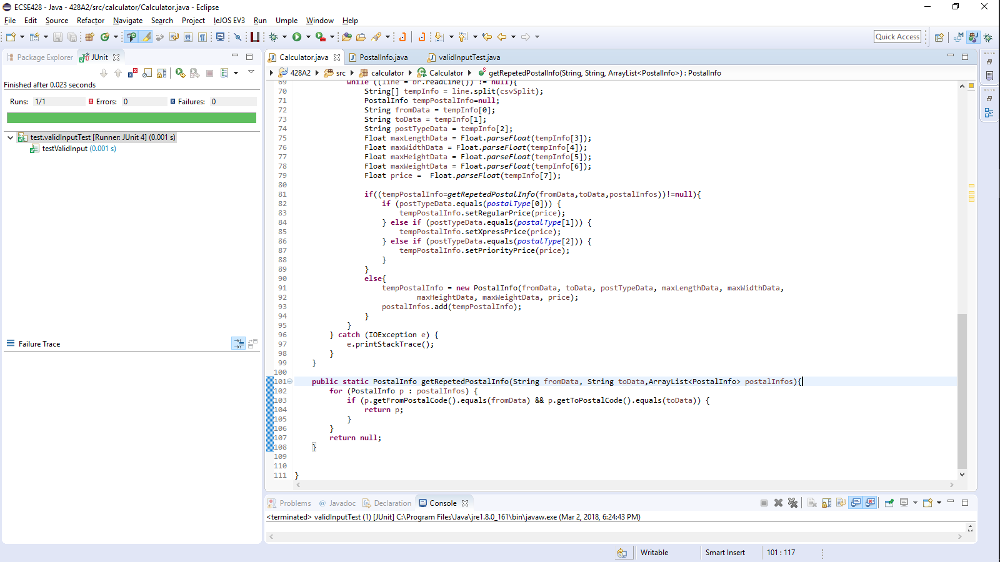 ECSE428 - Java - 428A2/src/calculator/Calculator.java - Eclipse
File Edit Source Refactor Navigate Search Project leJOS EV3 Run Umple Window Help
Quick Access
Package Explorer JUnit
Calculator.java PostalInfo.java validInputTest.java
428A2 src calculator Calculator getRepetedPostalInfo(String, String, ArrayList<PostalInfo>) : PostalInfo
Finished after 0.023 seconds
Runs: 1/1 Errors: 0 Failures: 0
test.validInputTest [Runner: JUnit 4] (0.001 s)
testValidInput (0.001 s)
Failure Trace
69 while ((line = br.readLine()) != null){
70 String[] tempInfo = line.split(csvSplit);
71 PostalInfo tempPostalInfo=null;
72 String fromData = tempInfo[0];
73 String toData = tempInfo[1];
74 String postTypeData = tempInfo[2];
75 Float maxLengthData = Float.parseFloat(tempInfo[3]);
76 Float maxWidthData = Float.parseFloat(tempInfo[4]);
77 Float maxHeightData = Float.parseFloat(tempInfo[5]);
78 Float maxWeightData = Float.parseFloat(tempInfo[6]);
79 Float price =  Float.parseFloat(tempInfo[7]);
80
81 if((tempPostalInfo=getRepetedPostalInfo(fromData,toData,postalInfos))!=null){
82 if (postTypeData.equals(postalType[0])) {
83 tempPostalInfo.setRegularPrice(price);
84 } else if (postTypeData.equals(postalType[1])) {
85 tempPostalInfo.setXpressPrice(price);
86 } else if (postTypeData.equals(postalType[2])) {
87 tempPostalInfo.setPriorityPrice(price);
88 }
89 }
90 else{
91 tempPostalInfo = new PostalInfo(fromData, toData, postTypeData, maxLengthData, maxWidthData,
92 maxHeightData, maxWeightData, price);
93 postalInfos.add(tempPostalInfo);
94 }
95 }
96 } catch (IOException e) {
97 e.printStackTrace();
98 }
99 }
100
101 public static PostalInfo getRepetedPostalInfo(String fromData, String toData,ArrayList<PostalInfo> postalInfos){
102 for (PostalInfo p : postalInfos) {
103 if (p.getFromPostalCode().equals(fromData) && p.getToPostalCode().equals(toData)) {
104 return p;
105 }
106 }
107 return null;
108 }
109
110
111 }
Problems Javadoc Declaration Console
<terminated> validInputTest (1) [JUnit] C:\Program Files\Java\jre1.8.0_161\bin\javaw.exe (Mar 2, 2018, 6:24:43 PM)
Writable Smart Insert 101 : 117